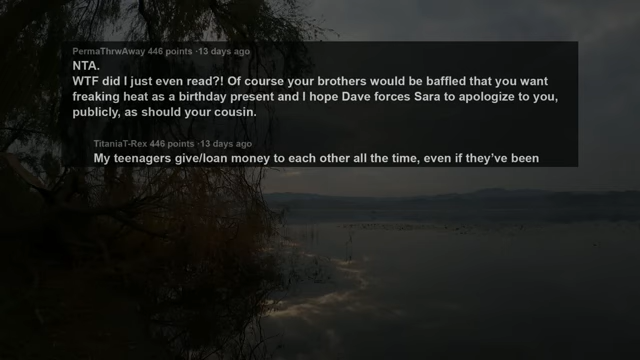 PermaThrwAway 446 points ·13 days ago
NTA.
WTF did I just even read?! Of course your brothers would be baffled that you want
freaking heat as a birthday present and I hope Dave forces Sara to apologize to you,
publicly, as should your cousin.
TitaniaT-Rex 446 points ·13 days ago
My teenagers give/loan money to each other all the time, even if they’ve been